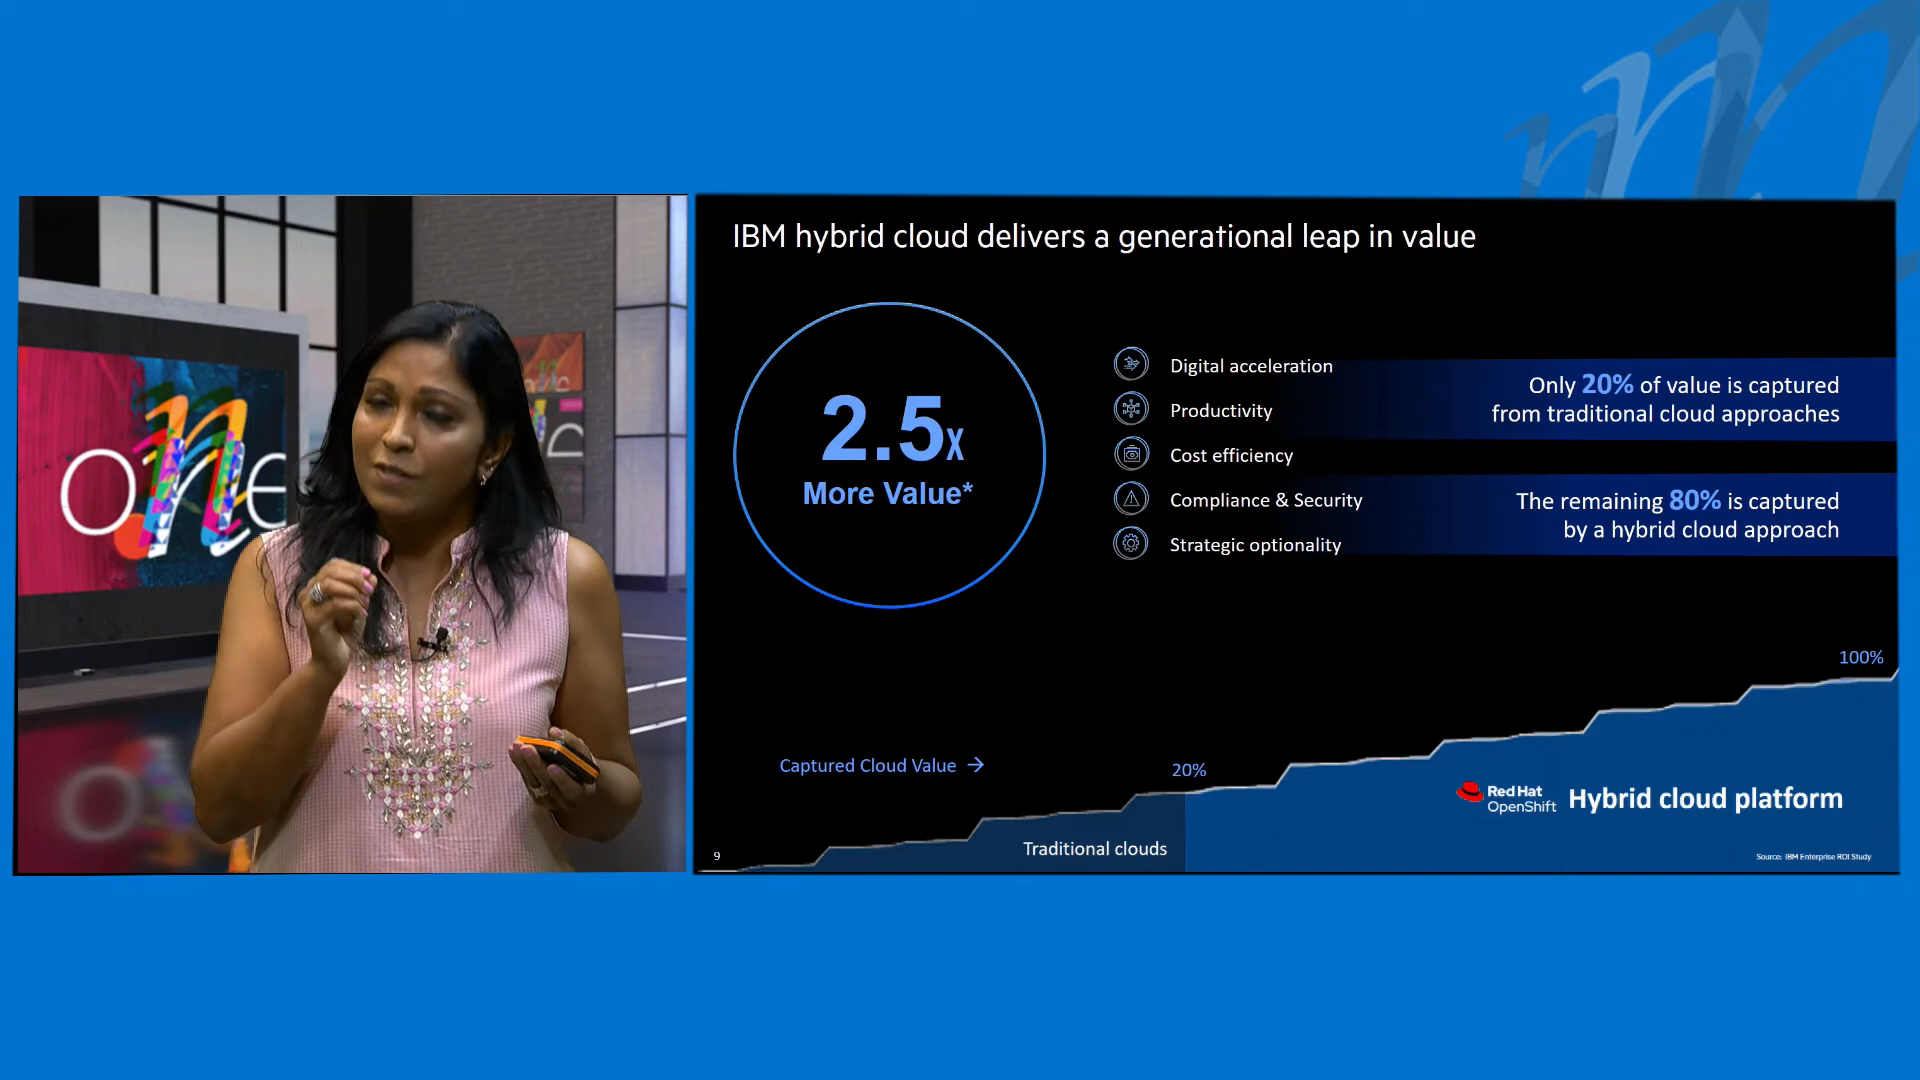 one
IBM hybrid cloud delivers a generational leap in value
2.5x
More Value*
Digital acceleration
Productivity
Cost efficiency
Compliance & Security
Strategic optionality
Only 20% of value is captured
from traditional cloud approaches
The remaining 80% is captured
by a hybrid cloud approach
100%
Captured Cloud Value →
20%
Red Hat
OpenShift
Hybrid cloud platform
Traditional clouds
9
Source: IBM Enterprise ROI Study